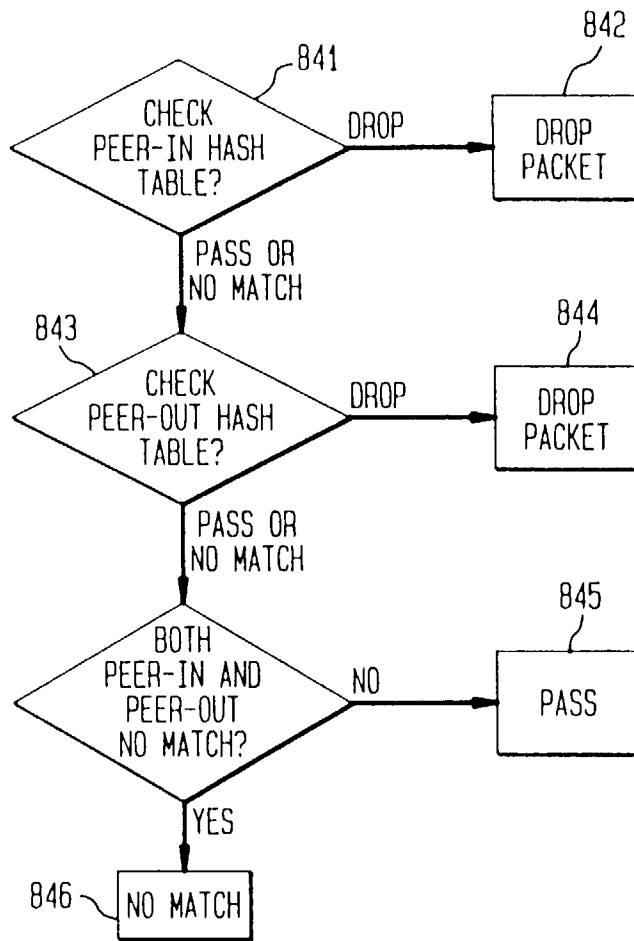 841
CHECK
PEER-IN HASH
TABLE?
DROP
842
DROP
PACKET
PASS OR
NO MATCH
843
CHECK
PEER-OUT HASH
TABLE?
DROP
844
DROP
PACKET
PASS OR
NO MATCH
BOTH
PEER-IN AND
PEER-OUT
NO MATCH?
NO
845
PASS
YES
846
NO MATCH